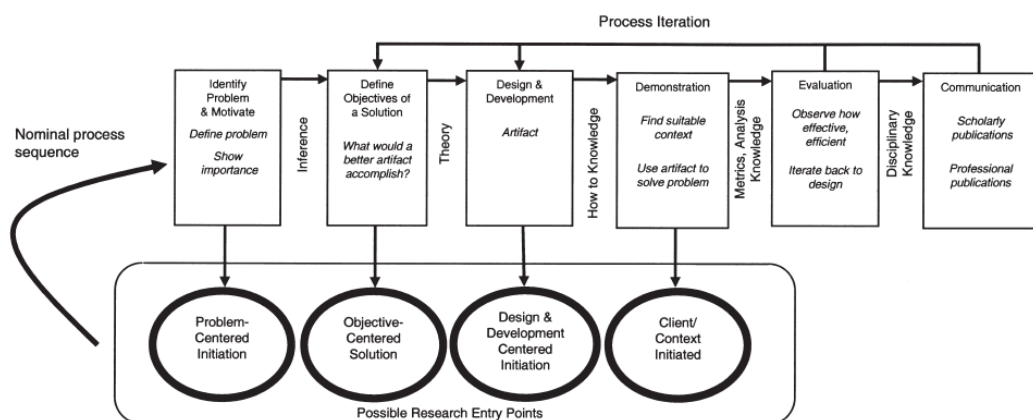 Process Iteration
Nominal process
sequence
Identify
Problem
& Motivate
Define problem
Show
importance
Inference
Define
Objectives of
a Solution
What would a
better artifact
accomplish?
Theory
Design &
Development
Artifact
How to Knowledge
Demonstration
Find suitable
context
Use artifact to
solve problem
Metrics, Analysis
Knowledge
Evaluation
Observe how
effective,
efficient
Iterate back to
design
Disciplinary
Knowledge
Communication
Scholarly
publications
Professional
publications
Problem-
Centered
Initiation
Objective-
Centered
Solution
Design &
Development
Centered
Initiation
Client/
Context
Initiated
Possible Research Entry Points